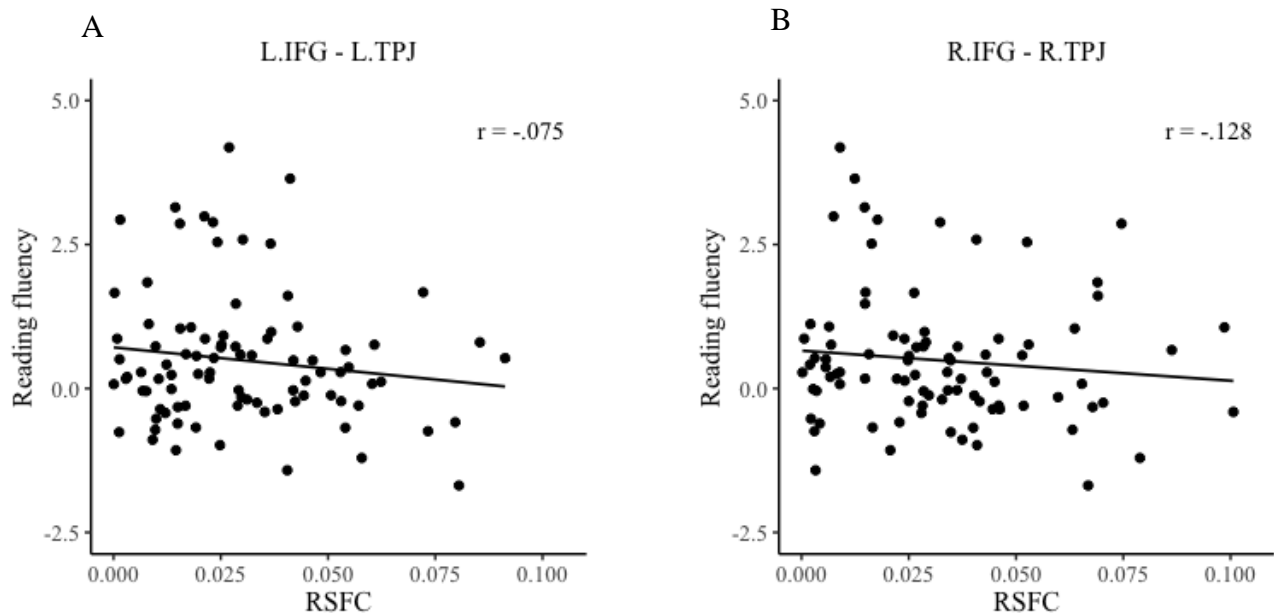 A
L.IFG - L.TPJ
r = -.075
5.0
2.5
0.0
-2.5
Reading fluency
0.000 0.025 0.050 0.075 0.100
RSFC
B
R.IFG - R.TPJ
r = -.128
5.0
2.5
0.0
-2.5
Reading fluency
0.000 0.025 0.050 0.075 0.100
RSFC